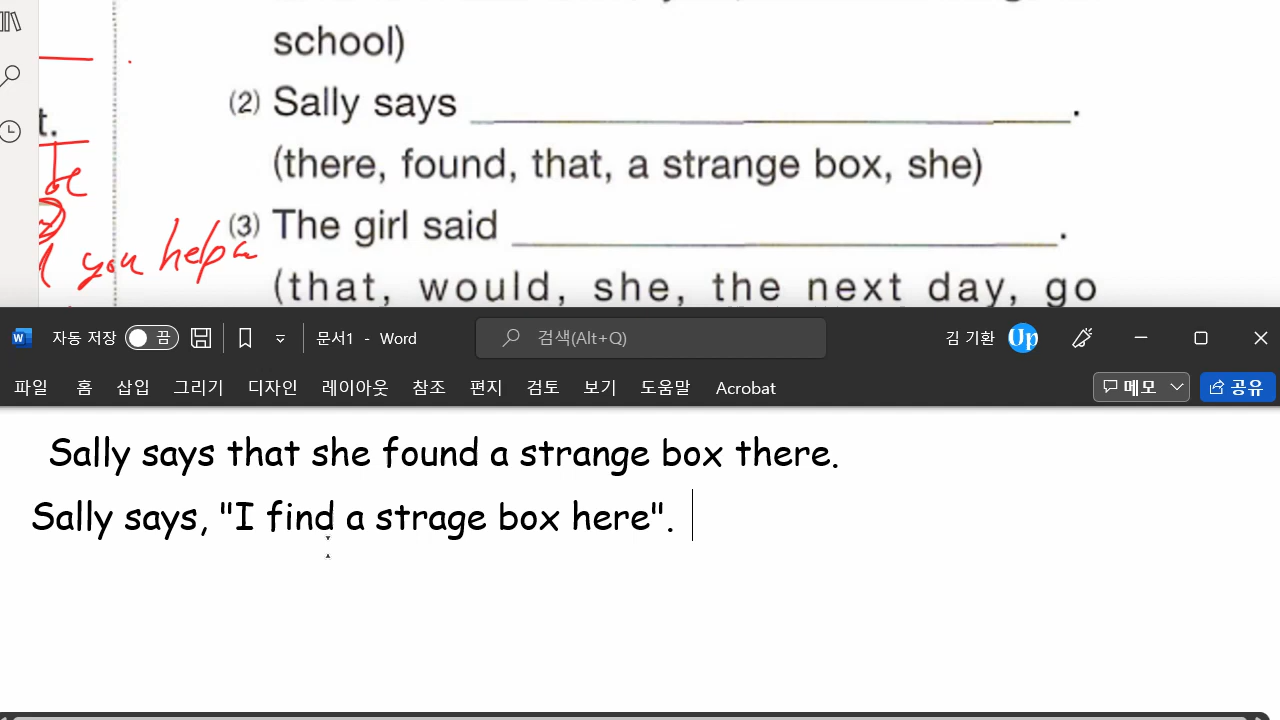 school)
(2) Sally says ____________________.
(there, found, that, a strange box, she)
(3) The girl said ____________________.
(that, would, she, the next day, go
t.
be
you help
자동 저장 끔 문서1 - Word 검색(Alt+Q) 김 기환 Up
파일 홈 삽입 그리기 디자인 레이아웃 참조 편지 검토 보기 도움말 Acrobat 메모 공유
Sally says that she found a strange box there.
Sally says, "I find a strage box here".